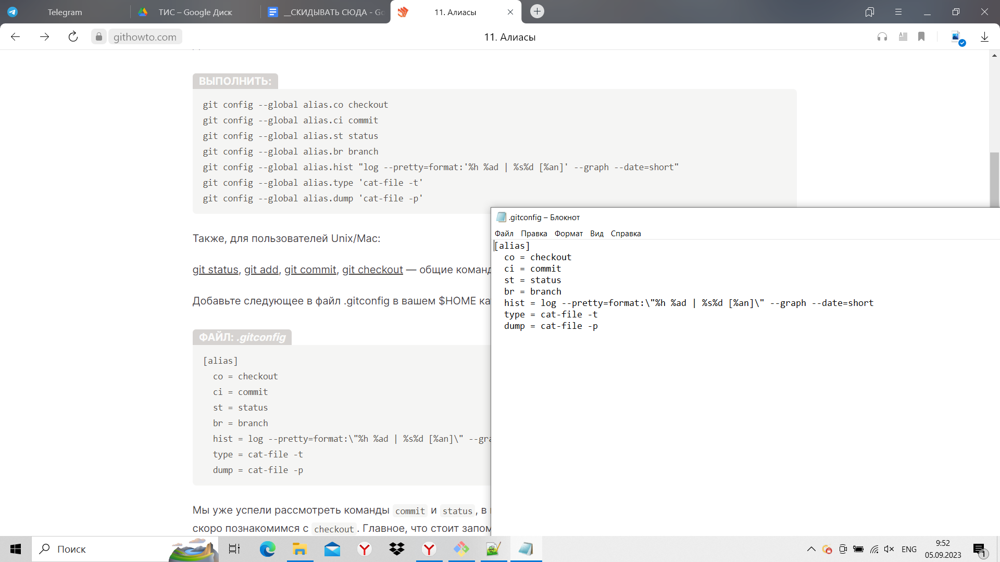 Telegram
ТИС – Google Диск
__СКИДЫВАТЬ СЮДА - Go
11. Алиасы
githowto.com
11. Алиасы
ВЫПОЛНИТЬ:
git config --global alias.co checkout
git config --global alias.ci commit
git config --global alias.st status
git config --global alias.br branch
git config --global alias.hist "log --pretty=format:'%h %ad | %s%d [%an]' --graph --date=short"
git config --global alias.type 'cat-file -t'
git config --global alias.dump 'cat-file -p'
Также, для пользователей Unix/Mac:
git status, git add, git commit, git checkout — общие команд
Добавьте следующее в файл .gitconfig в вашем $HOME ка
ФАЙЛ: .gitconfig
[alias]
co = checkout
ci = commit
st = status
br = branch
hist = log --pretty=format:\"%h %ad | %s%d [%an]\" --gra
type = cat-file -t
dump = cat-file -p
Мы уже успели рассмотреть команды commit и status, в
скоро познакомимся с checkout. Главное, что стоит запом
.gitconfig – Блокнот
Файл Правка Формат Вид Справка
[alias]
co = checkout
ci = commit
st = status
br = branch
hist = log --pretty=format:\"%h %ad | %s%d [%an]\" --graph --date=short
type = cat-file -t
dump = cat-file -p
Поиск
ENG
9:52
05.09.2023
1